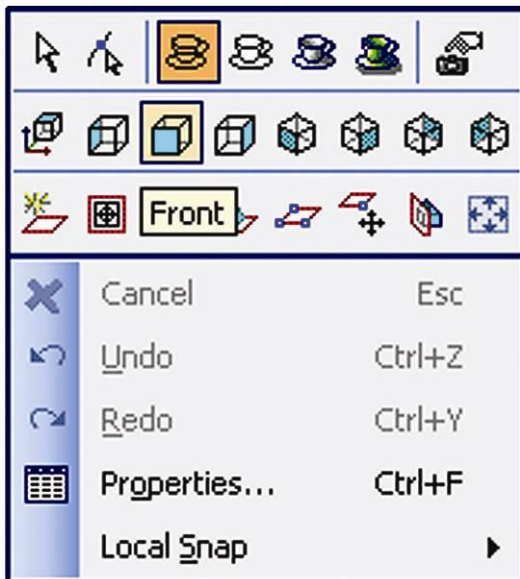 Front
Cancel Esc
Undo Ctrl+Z
Redo Ctrl+Y
Properties... Ctrl+F
Local Snap